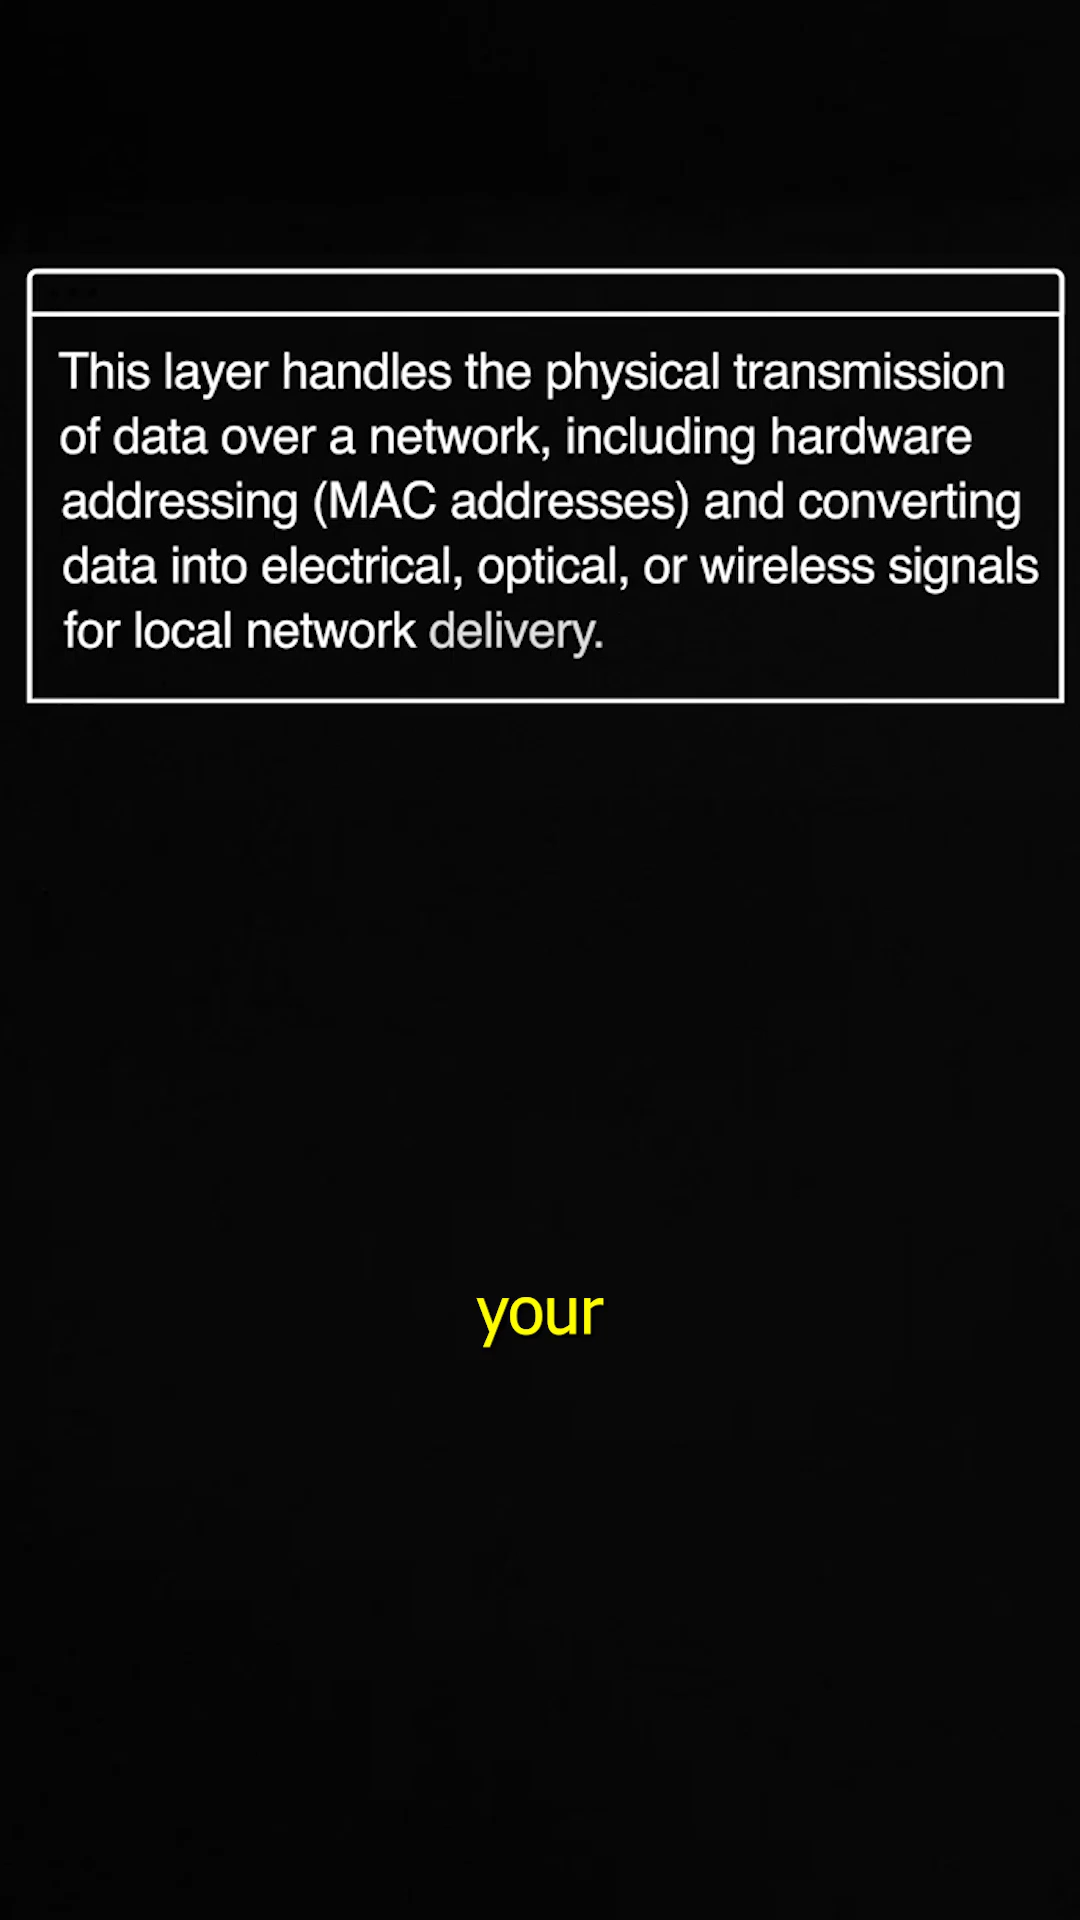 This layer handles the physical transmission
of data over a network, including hardware
addressing (MAC addresses) and converting
data into electrical, optical, or wireless signals
for local network delivery.
your